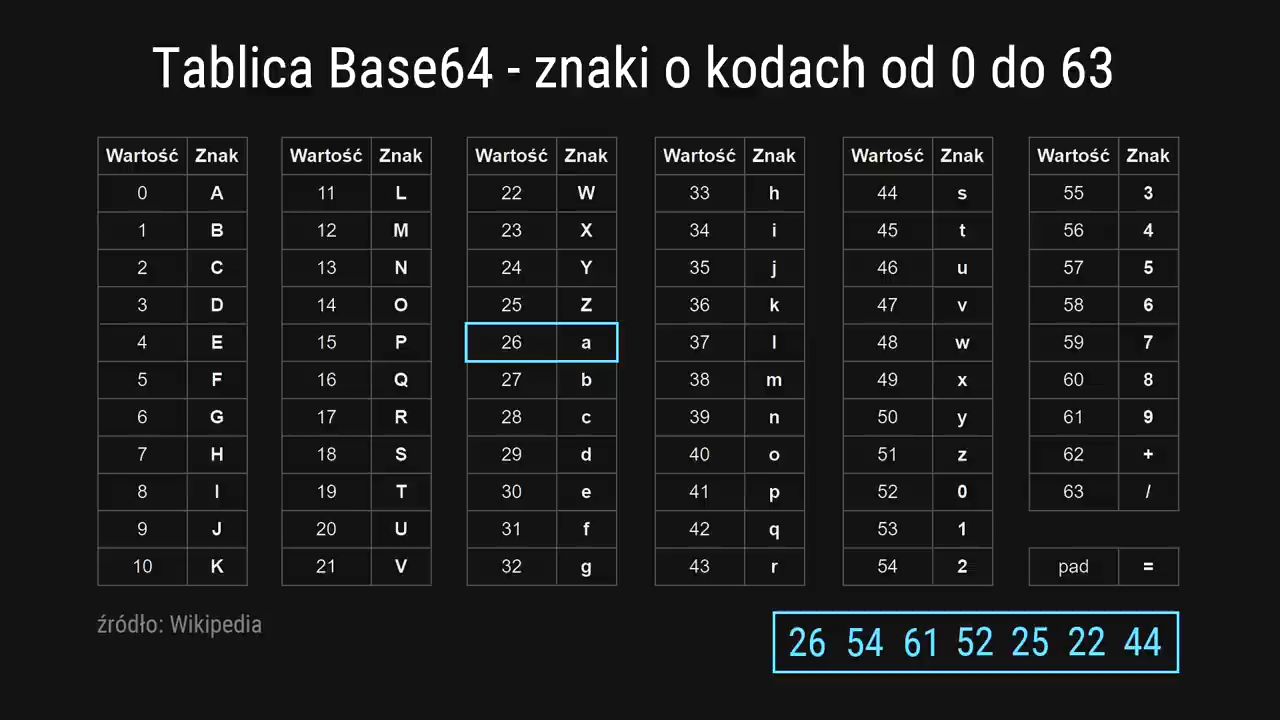 Tablica Base64 - znaki o kodach od 0 do 63
Wartość Znak Wartość Znak Wartość Znak Wartość Znak Wartość Znak Wartość Znak
0 A 11 L 22 W 33 h 44 s 55 3
1 B 12 M 23 X 34 i 45 t 56 4
2 C 13 N 24 Y 35 j 46 u 57 5
3 D 14 O 25 Z 36 k 47 v 58 6
4 E 15 P 26 a 37 l 48 w 59 7
5 F 16 Q 27 b 38 m 49 x 60 8
6 G 17 R 28 c 39 n 50 y 61 9
7 H 18 S 29 d 40 o 51 z 62 +
8 I 19 T 30 e 41 p 52 0 63 /
9 J 20 U 31 f 42 q 53 1
10 K 21 V 32 g 43 r 54 2 pad =
źródło: Wikipedia
26 54 61 52 25 22 44